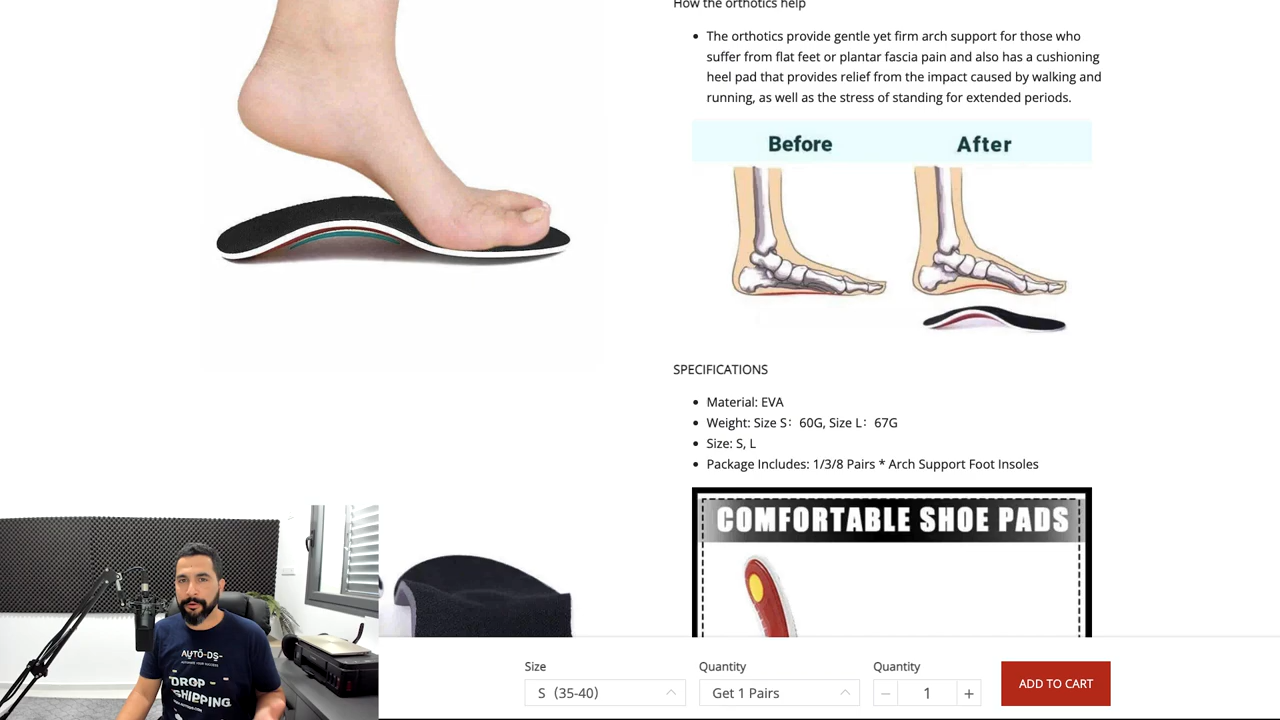 How the orthotics help
• The orthotics provide gentle yet firm arch support for those who
suffer from flat feet or plantar fascia pain and also has a cushioning
heel pad that provides relief from the impact caused by walking and
running, as well as the stress of standing for extended periods.
Before After
SPECIFICATIONS
• Material: EVA
• Weight: Size S： 60G, Size L： 67G
• Size: S, L
• Package Includes: 1/3/8 Pairs * Arch Support Foot Insoles
COMFORTABLE SHOE PADS
AUTO-DS
DROP
SHIPPING
Size Quantity Quantity
S（35-40） Get 1 Pairs − 1 + ADD TO CART